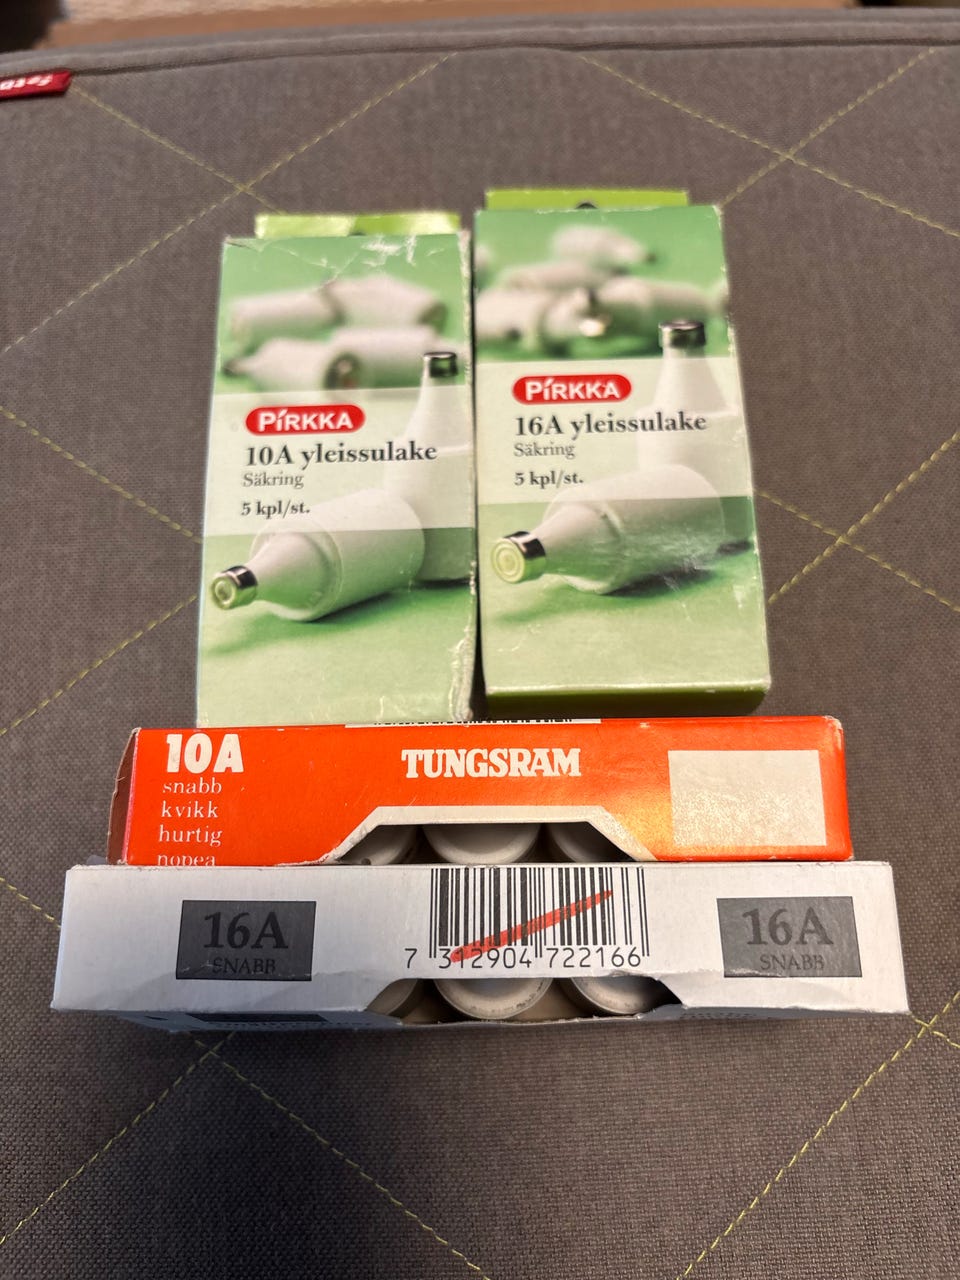 PIRKKA
10A yleissulake
Säkring
5 kpl/st.
PIRKKA
16A yleissulake
Säkring
5 kpl/st.
10A
snabb
kvikk
hurtig
nopea
TUNGSRAM
16A
SNABB
7 312904 722166
16A
SNABB